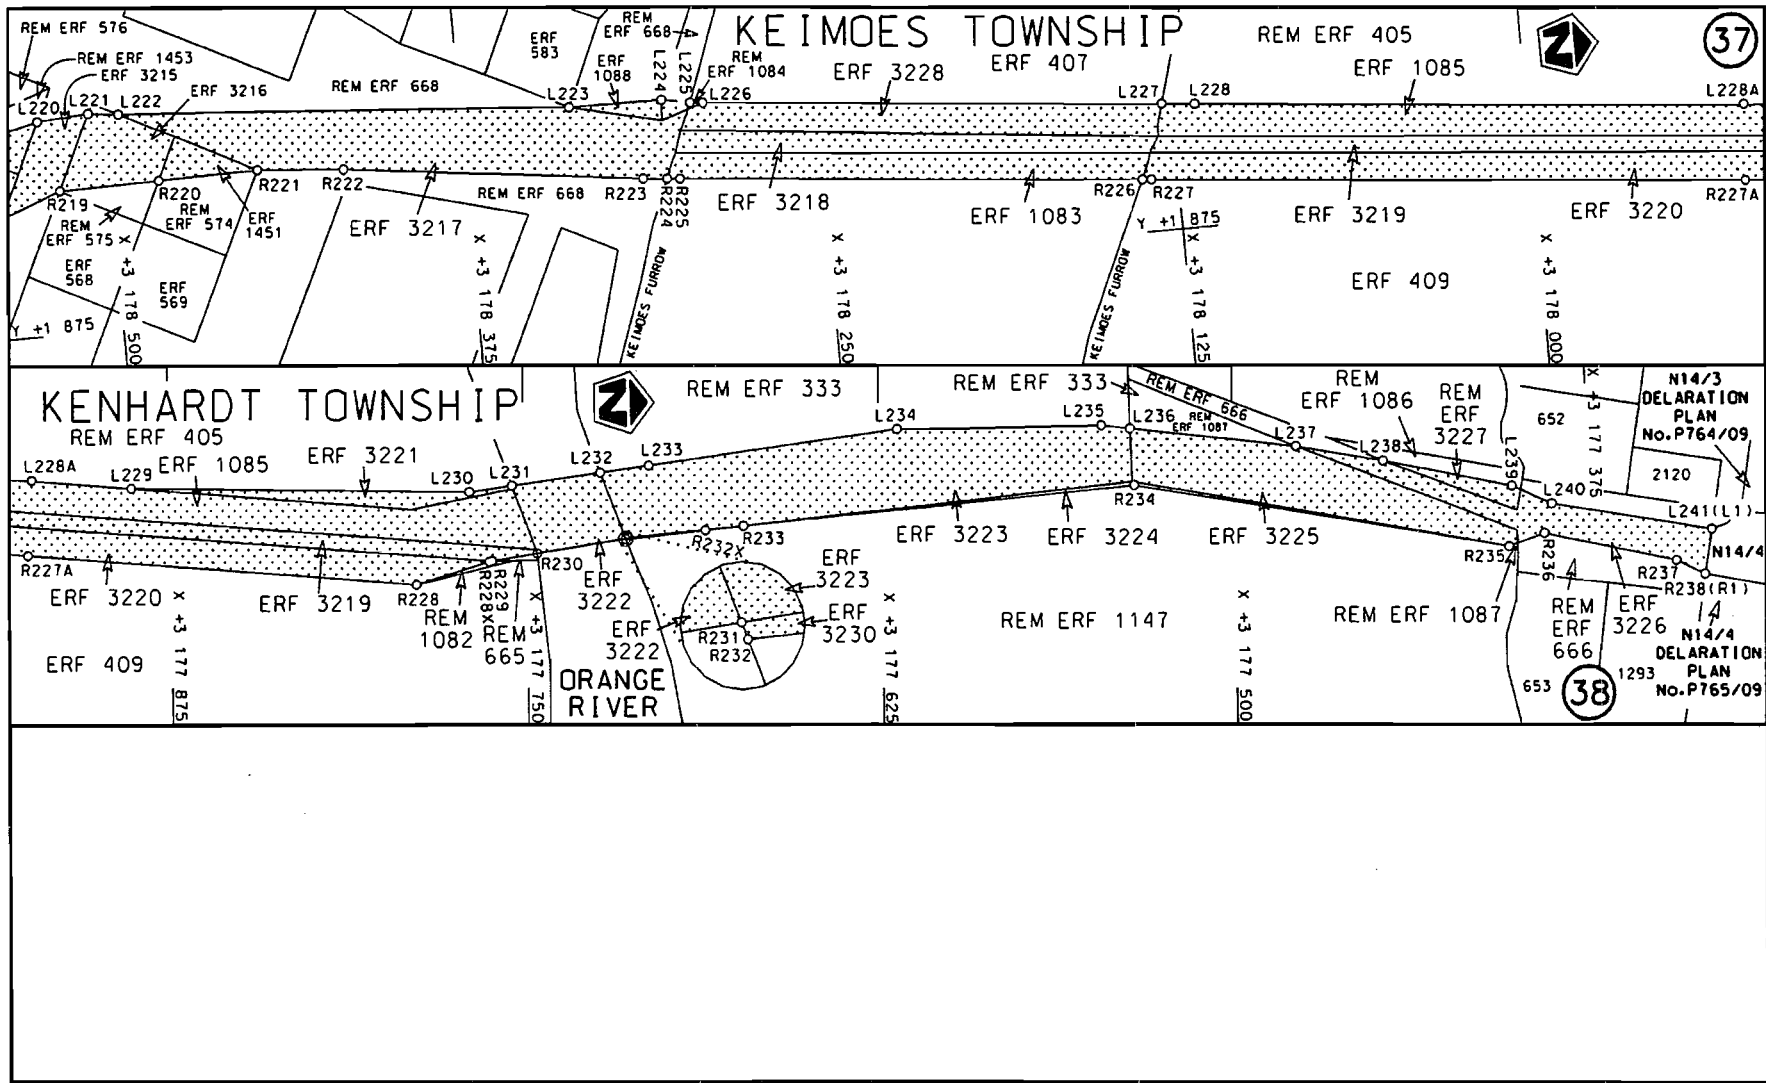 KEIMOES TOWNSHIP
37
REM ERF 576
REM ERF 1453
ERF 3215
ERF 3216
REM ERF 668
ERF
583
REM
ERF 668
ERF
1088
REM
ERF 1084
ERF 3228
ERF 407
REM ERF 405
ERF 1085
L220
L221
L222
L223
L224
L225
L226
L227
L228
L228A
R219
R220
R221
R222
R223
R224
R225
R226
R227
R227A
REM
ERF 575
REM
ERF 574
ERF
1451
ERF
568
ERF
569
ERF 3217
REM ERF 668
ERF 3218
ERF 1083
ERF 3219
ERF 3220
ERF 409
KEIMOES FURROW
KEIMOES FURROW
Y +1 875
Y +1 875
X +3 178 500
X +3 178 375
X +3 178 250
X +3 178 125
X +3 178 000
N
KENHARDT TOWNSHIP
REM ERF 405
N
REM ERF 333
REM ERF 333
REM ERF 666
REM
ERF 1087
REM
ERF 1086
REM
ERF
3227
652
2120
N14/3
DELARATION
PLAN
No.P764/09
L228A
L229
ERF 1085
ERF 3221
L230
L231
L232
L233
L234
L235
L236
L237
L238
L239
L240
L241(L1)
N14/4
R227A
R228
R228X
R229
R230
R232X
R233
R234
R235
R236
R237
R238(R1)
ERF 3220
ERF 3219
REM
1082
REM
665
ERF
3222
ERF
3222
R231
R232
ERF
3223
ERF
3230
ERF 3223
ERF 3224
ERF 3225
REM ERF 1147
REM ERF 1087
REM
ERF
666
ERF
3226
N14/4
DELARATION
PLAN
No.P765/09
ERF 409
ORANGE
RIVER
653
1293
38
X +3 177 875
X +3 177 750
X +3 177 625
X +3 177 500
X +3 177 375